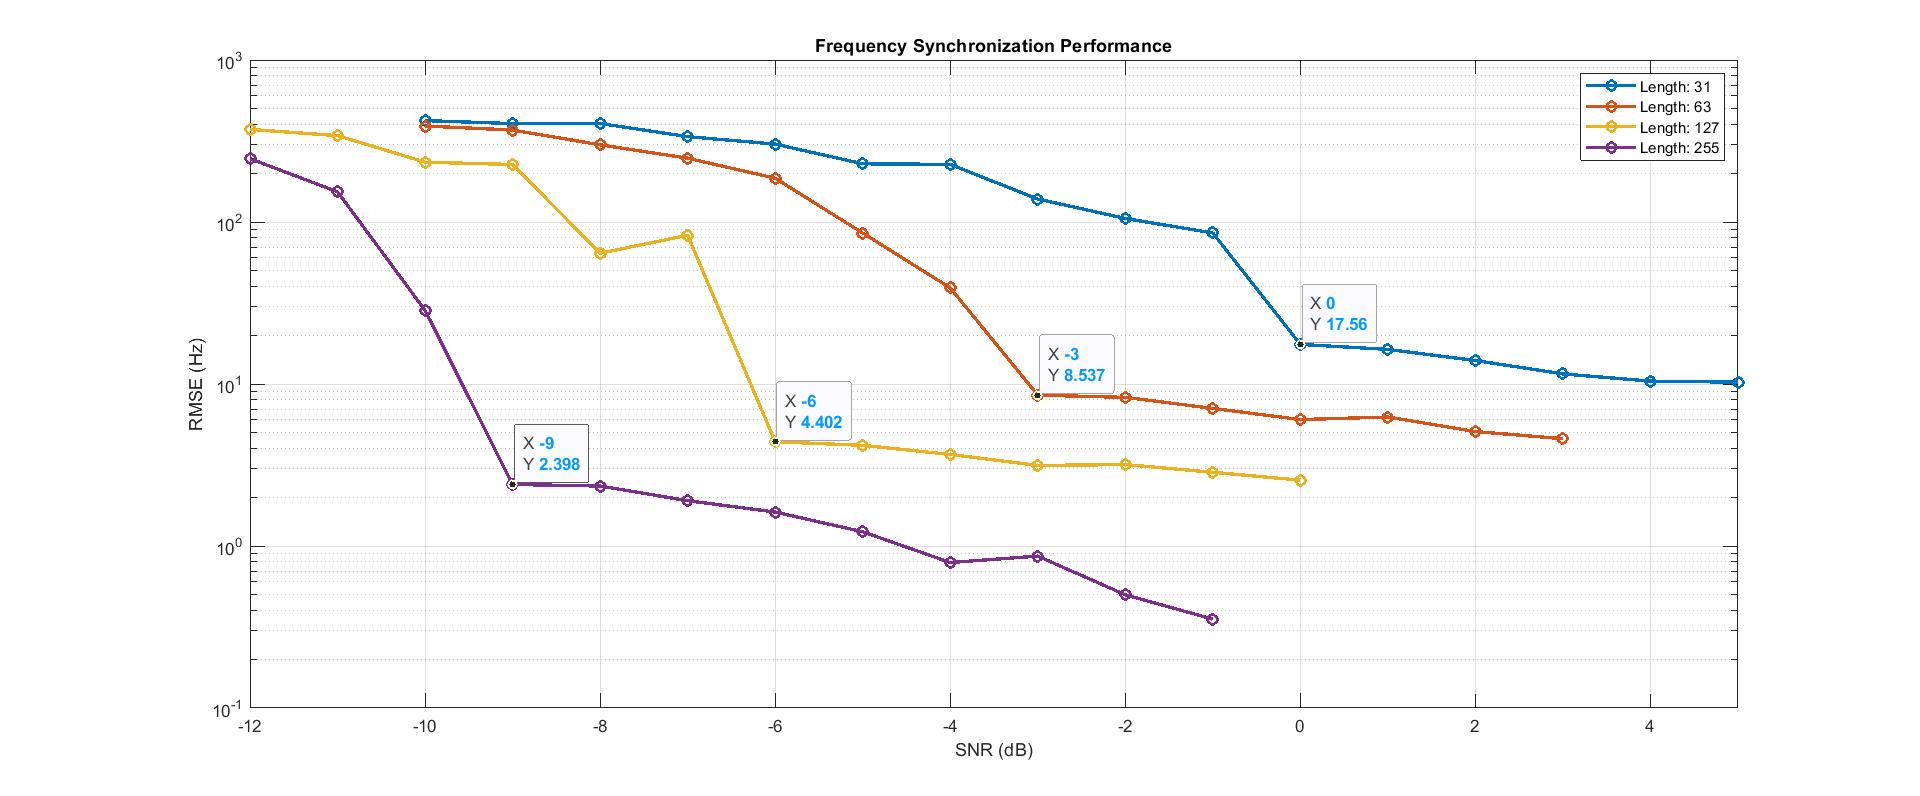 Frequency Synchronization Performance
10^3
10^2
10^1
10^0
10^-1
RMSE (Hz)
Length: 31
Length: 63
Length: 127
Length: 255
X 0
Y 17.56
X -3
Y 8.537
X -6
Y 4.402
X -9
Y 2.398
-12 -10 -8 -6 -4 -2 0 2 4
SNR (dB)